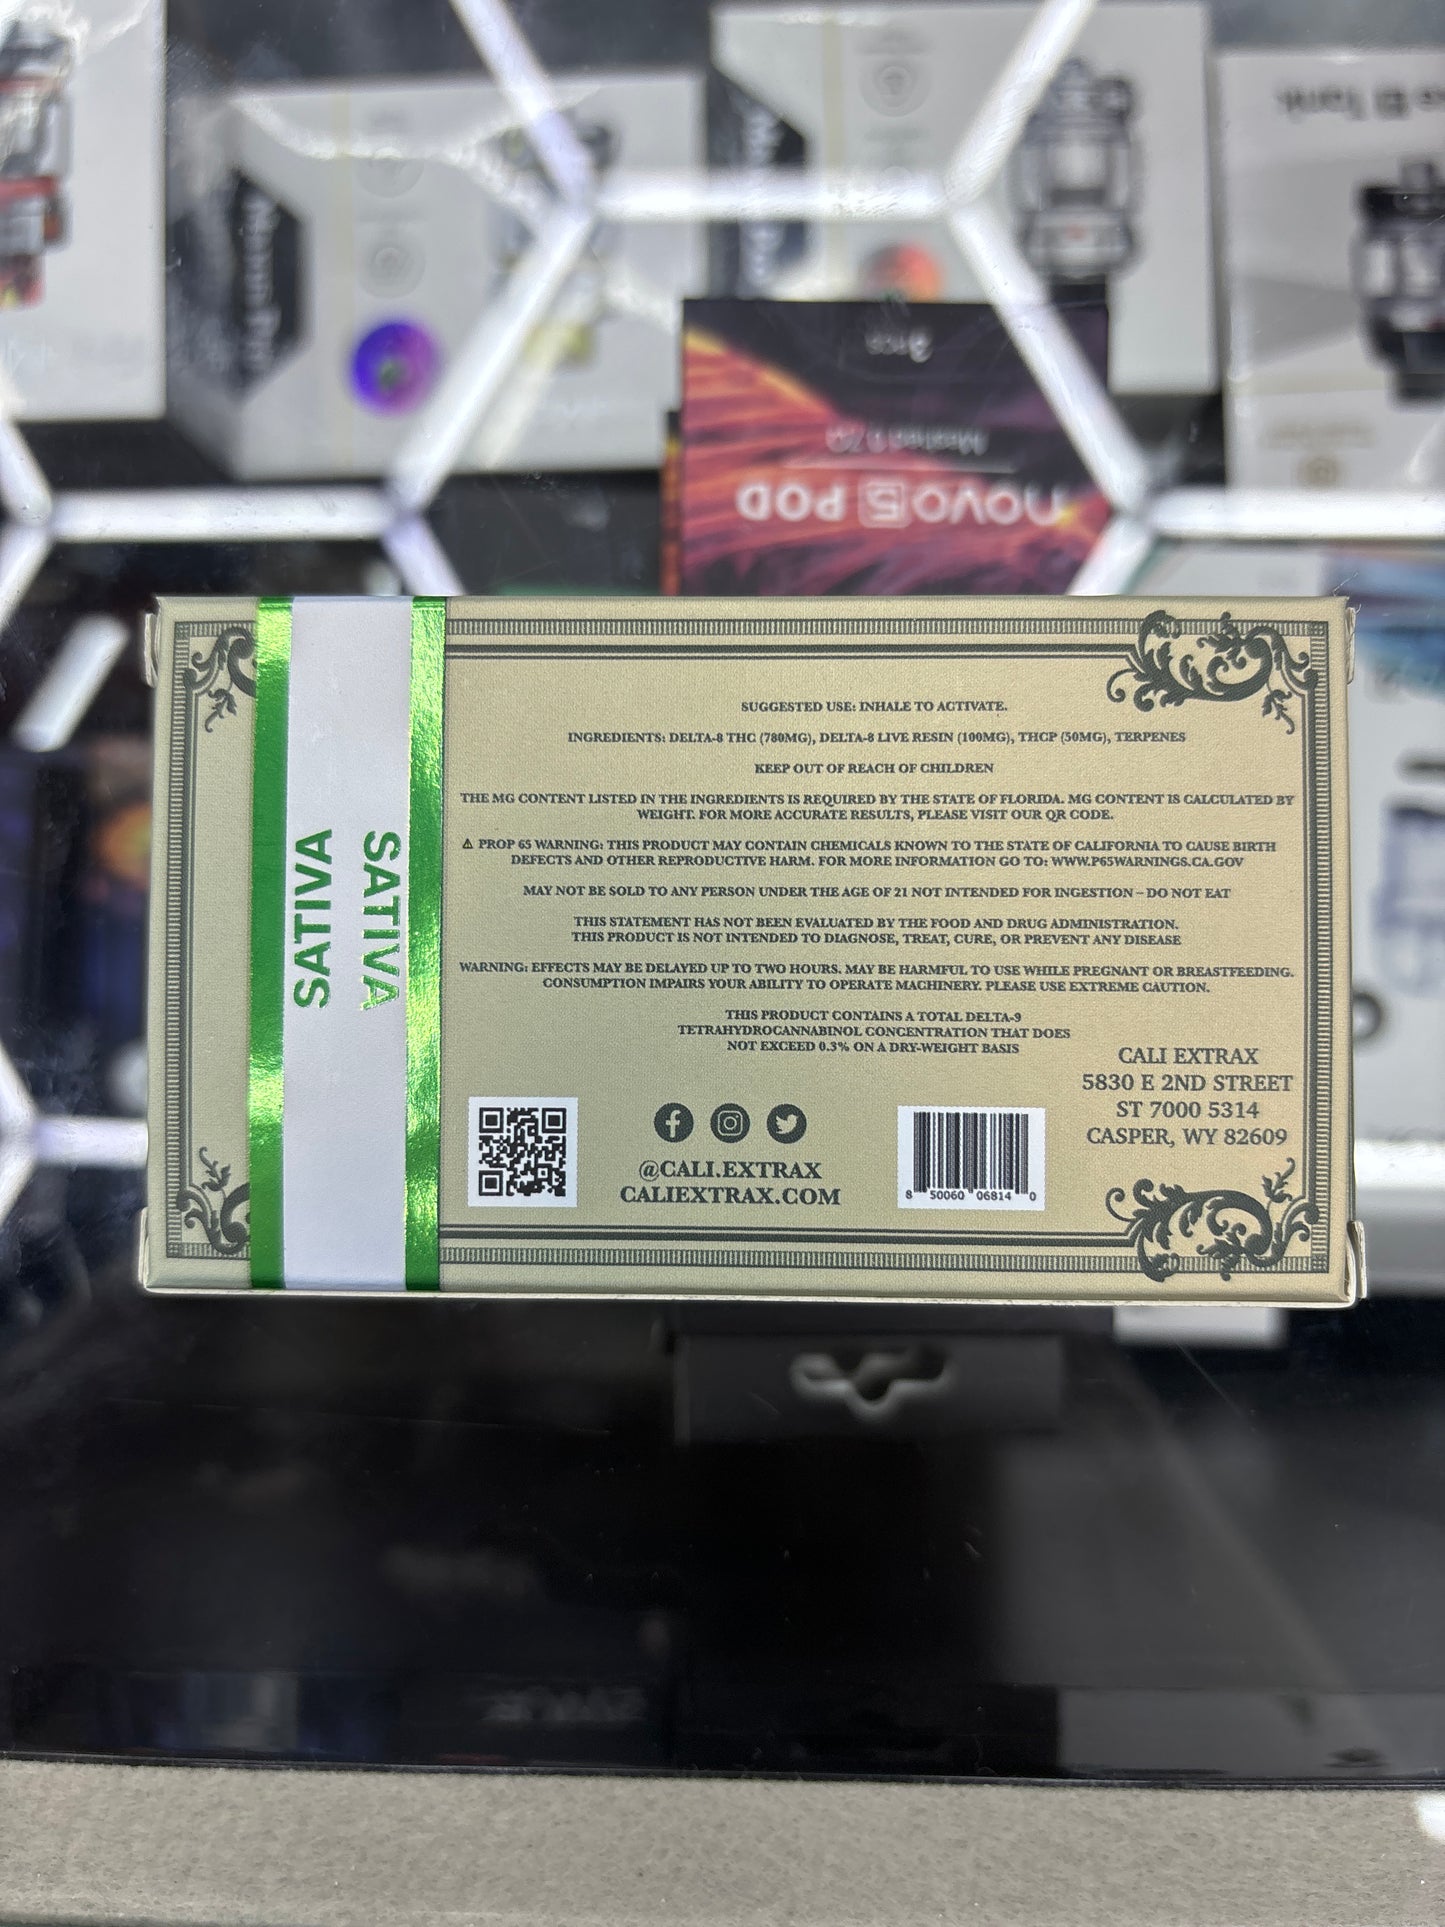 3 PCS
Meshed 0.7Ω
novo 5 POD
SATIVA
SATIVA
SUGGESTED USE: INHALE TO ACTIVATE.
INGREDIENTS: DELTA-8 THC (780MG), DELTA-8 LIVE RESIN (100MG), THCP (50MG), TERPENES
KEEP OUT OF REACH OF CHILDREN
THE MG CONTENT LISTED IN THE INGREDIENTS IS REQUIRED BY THE STATE OF FLORIDA. MG CONTENT IS CALCULATED BY
WEIGHT. FOR MORE ACCURATE RESULTS, PLEASE VISIT OUR QR CODE.
⚠ PROP 65 WARNING: THIS PRODUCT MAY CONTAIN CHEMICALS KNOWN TO THE STATE OF CALIFORNIA TO CAUSE BIRTH
DEFECTS AND OTHER REPRODUCTIVE HARM. FOR MORE INFORMATION GO TO: WWW.P65WARNINGS.CA.GOV
MAY NOT BE SOLD TO ANY PERSON UNDER THE AGE OF 21 NOT INTENDED FOR INGESTION – DO NOT EAT
THIS STATEMENT HAS NOT BEEN EVALUATED BY THE FOOD AND DRUG ADMINISTRATION.
THIS PRODUCT IS NOT INTENDED TO DIAGNOSE, TREAT, CURE, OR PREVENT ANY DISEASE
WARNING: EFFECTS MAY BE DELAYED UP TO TWO HOURS. MAY BE HARMFUL TO USE WHILE PREGNANT OR BREASTFEEDING.
CONSUMPTION IMPAIRS YOUR ABILITY TO OPERATE MACHINERY. PLEASE USE EXTREME CAUTION.
THIS PRODUCT CONTAINS A TOTAL DELTA-9
TETRAHYDROCANNABINOL CONCENTRATION THAT DOES
NOT EXCEED 0.3% ON A DRY-WEIGHT BASIS
CALI EXTRAX
5830 E 2ND STREET
ST 7000 5314
CASPER, WY 82609
@CALI.EXTRAX
CALIEXTRAX.COM
8 50060 06814 0